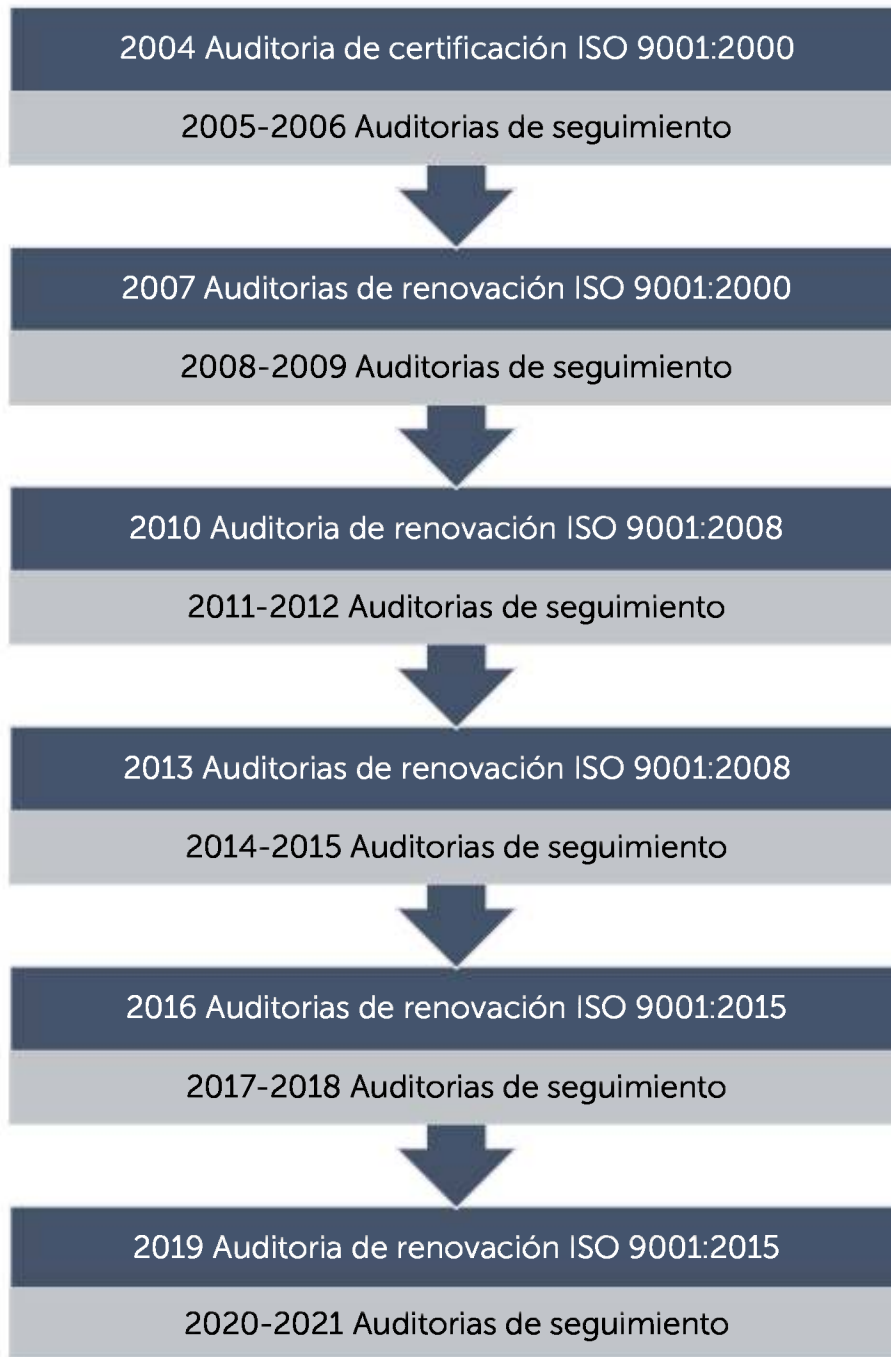 2004 Auditoria de certificación ISO 9001:2000
2005-2006 Auditorias de seguimiento
2007 Auditorias de renovación ISO 9001:2000
2008-2009 Auditorias de seguimiento
2010 Auditoria de renovación ISO 9001:2008
2011-2012 Auditorias de seguimiento
2013 Auditorias de renovación ISO 9001:2008
2014-2015 Auditorias de seguimiento
2016 Auditorias de renovación ISO 9001:2015
2017-2018 Auditorias de seguimiento
2019 Auditoria de renovación ISO 9001:2015
2020-2021 Auditorias de seguimiento